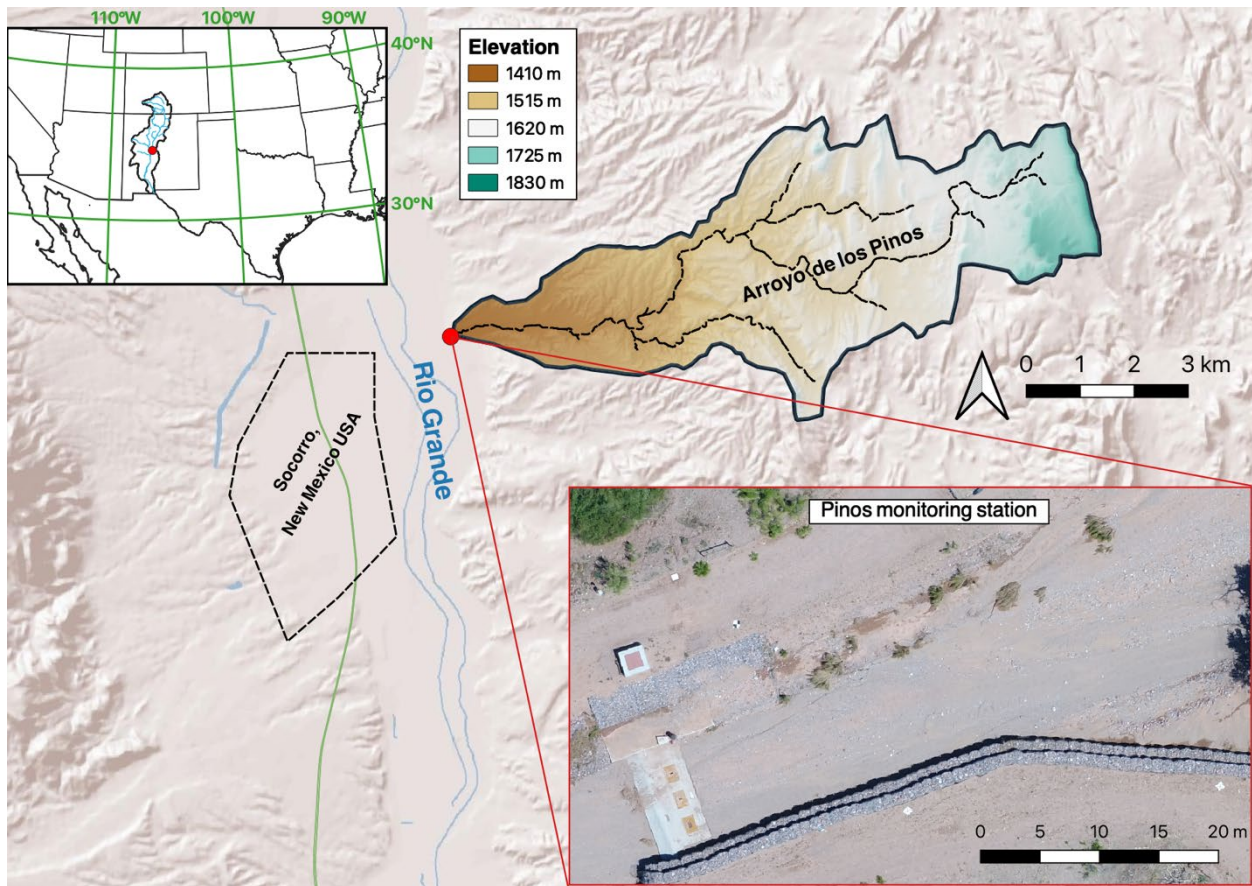 110°W
100°W
90°W
40°N
30°N
Elevation
1410 m
1515 m
1620 m
1725 m
1830 m
Arroyo de los Pinos
0 1 2 3 km
Rio Grande
Socorro,
New Mexico USA
Pinos monitoring station
0 5 10 15 20 m